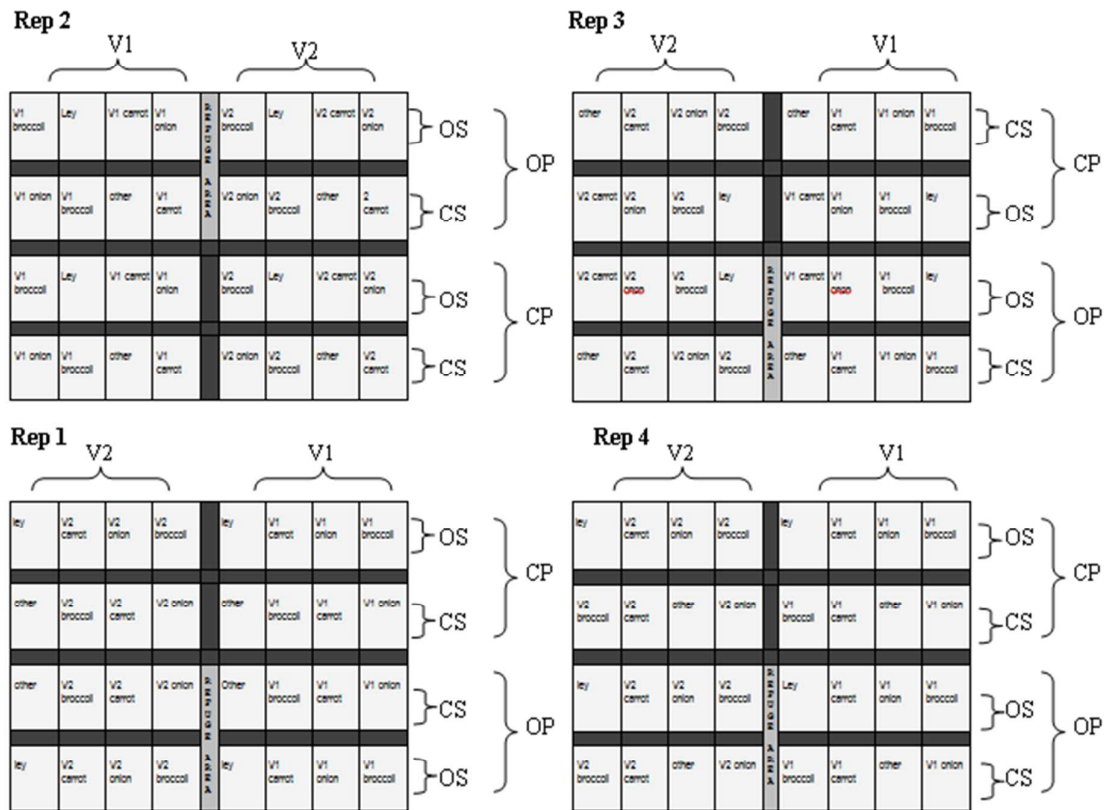 Rep 2
V1
V2
V1
broccoli
Ley
V1 carrot
V1
onion
REFUGE AREA
V2
broccoli
Ley
V2 carrot
V2
onion
OS
OP
V1 onion
V1
broccoli
other
V1
carrot
V2 onion
V2
broccoli
other
2
carrot
CS
V1
broccoli
Ley
V1 carrot
V1
onion
V2
broccoli
Ley
V2 carrot
V2
onion
OS
CP
V1 onion
V1
broccoli
other
V1
carrot
V2 onion
V2
broccoli
other
V2
carrot
CS
Rep 3
V2
V1
other
V2
carrot
V2 onion
V2
broccoli
other
V1
carrot
V1 onion
V1
broccoli
CS
CP
V2 carrot
V2
onion
V2
broccoli
ley
V1 carrot
V1
onion
V1
broccoli
ley
OS
V2 carrot
V2
V2
broccoli
Ley
REFUGE AREA
V1 carrot
V1
V1
broccoli
ley
OS
OP
other
V2
carrot
V2 onion
V2
broccoli
other
V1
carrot
V1 onion
V1
broccoli
CS
Rep 1
V2
V1
ley
V2
carrot
V2
onion
V2
broccoli
ley
V1
carrot
V1
onion
V1
broccoli
OS
CP
other
V2
broccoli
V2
carrot
V2 onion
other
V1
broccoli
V1
carrot
V1 onion
CS
other
V2
broccoli
V2
carrot
V2 onion
REFUGE AREA
Other
V1
broccoli
V1
carrot
V1 onion
CS
OP
ley
V2
carrot
V2
onion
V2
broccoli
ley
V1
carrot
V1
onion
V1
broccoli
OS
Rep 4
V2
V1
ley
V2
carrot
V2
onion
V2
broccoli
ley
V1
carrot
V1
onion
V1
broccoli
OS
CP
V2
broccoli
V2
carrot
other
V2 onion
V1
broccoli
V1
carrot
other
V1 onion
CS
ley
V2
carrot
V2
onion
V2
broccoli
REFUGE AREA
Ley
V1
carrot
V1
onion
V1
broccoli
OS
OP
V2
broccoli
V2
carrot
other
V2 onion
V1
broccoli
V1
carrot
other
V1 onion
CS